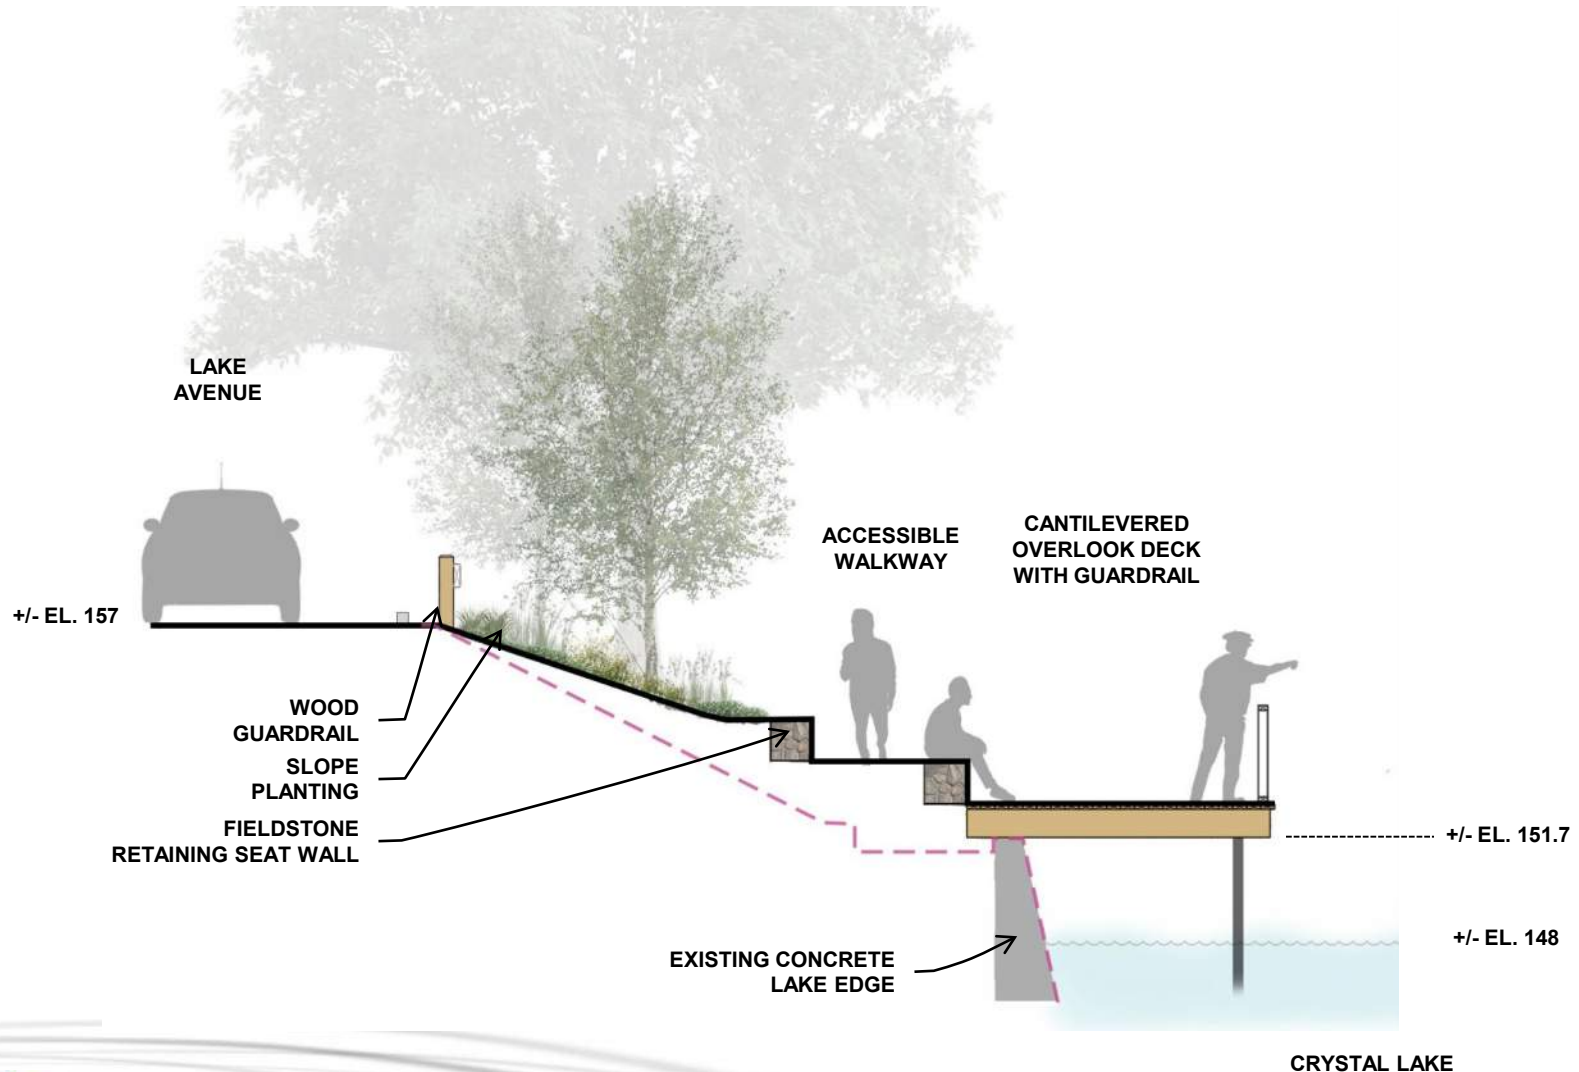 LAKE
AVENUE
ACCESSIBLE
WALKWAY
CANTILEVERED
OVERLOOK DECK
WITH GUARDRAIL
+/- EL. 157
WOOD
GUARDRAIL
SLOPE
PLANTING
FIELDSTONE
RETAINING SEAT WALL
+/- EL. 151.7
+/- EL. 148
EXISTING CONCRETE
LAKE EDGE
CRYSTAL LAKE